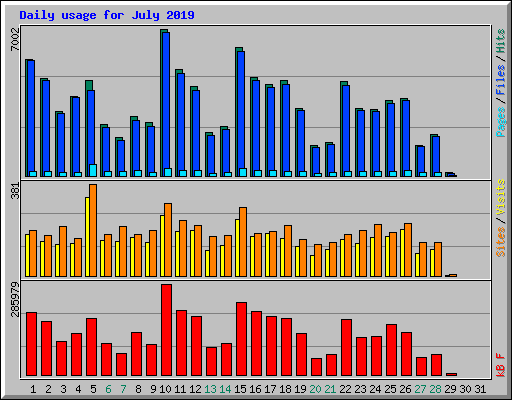 Daily usage for July 2019
7002
Pages / Files / Hits
381
Sites / Visits
285979
kB F
1 2 3 4 5 6 7 8 9 10 11 12 13 14 15 16 17 18 19 20 21 22 23 24 25 26 27 28 29 30 31